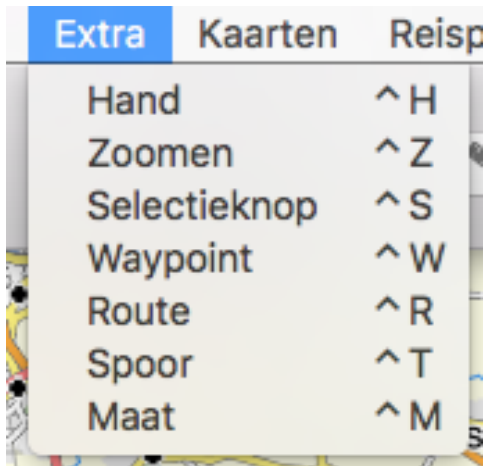 Extra Kaarten Reisp
Hand ^H
Zoomen ^Z
Selectieknop ^S
Waypoint ^W
Route ^R
Spoor ^T
Maat ^M